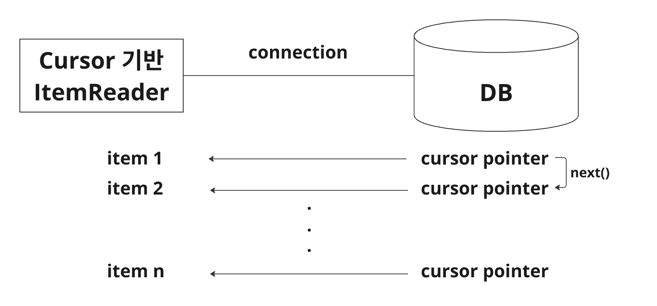 connection
Cursor 기반
ItemReader
DB
item 1 cursor pointer
next()
item 2 cursor pointer
item n cursor pointer